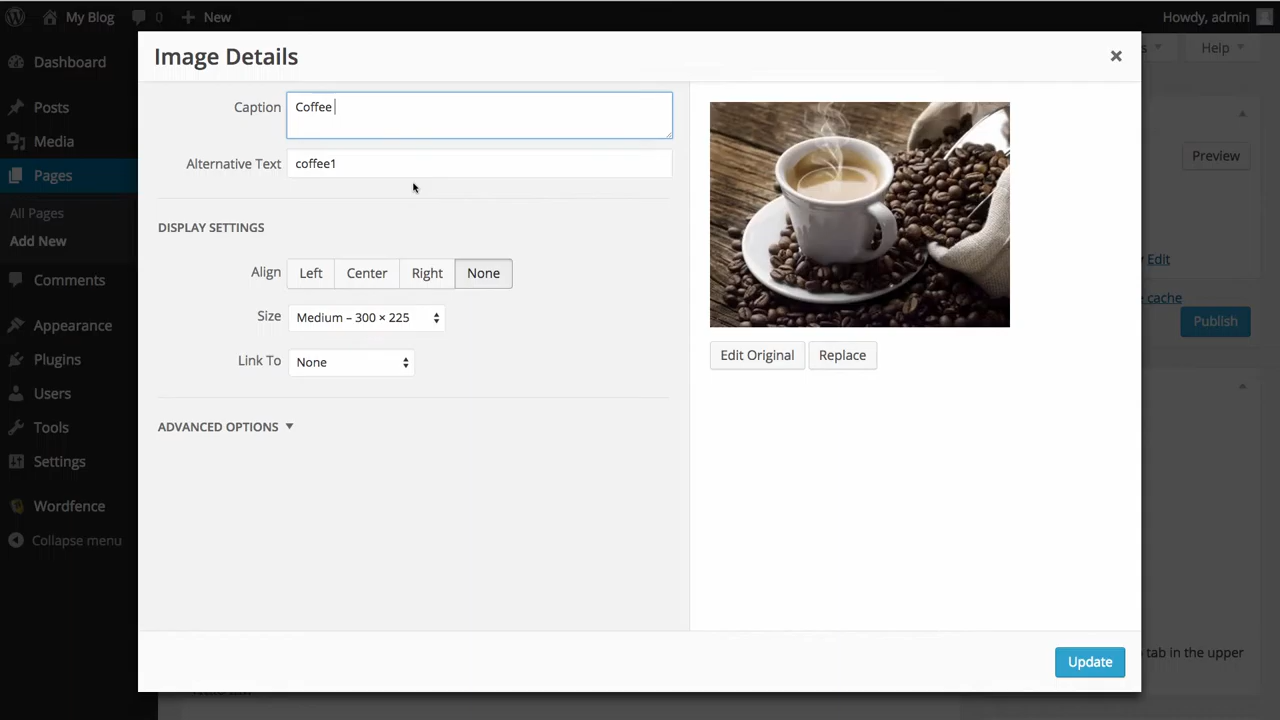 My Blog 0 New Howdy, admin
Image Details
Dashboard
Help
Caption Coffee
Posts
Media
Alternative Text coffee1
Preview
Pages
All Pages
DISPLAY SETTINGS
Add New
Edit
Align Left Center Right None
Comments
cache
Size Medium – 300 × 225
Publish
Appearance
Plugins
Link To None
Edit Original Replace
Users
Tools
ADVANCED OPTIONS
Settings
Wordfence
Collapse menu
tab in the upper
Update